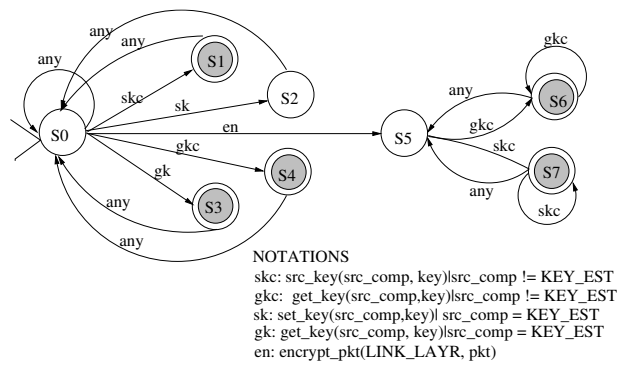 any
any
any
S1
gkc
skc
sk
S2
any
S6
S0
en
S5
gkc
gkc
skc
gk
S4
S7
any
S3
any
skc
any
NOTATIONS
skc: src_key(src_comp, key)|src_comp != KEY_EST
gkc: get_key(src_comp,key)|src_comp != KEY_EST
sk: set_key(src_comp,key)| src_comp = KEY_EST
gk: get_key(src_comp, key)|src_comp = KEY_EST
en: encrypt_pkt(LINK_LAYR, pkt)